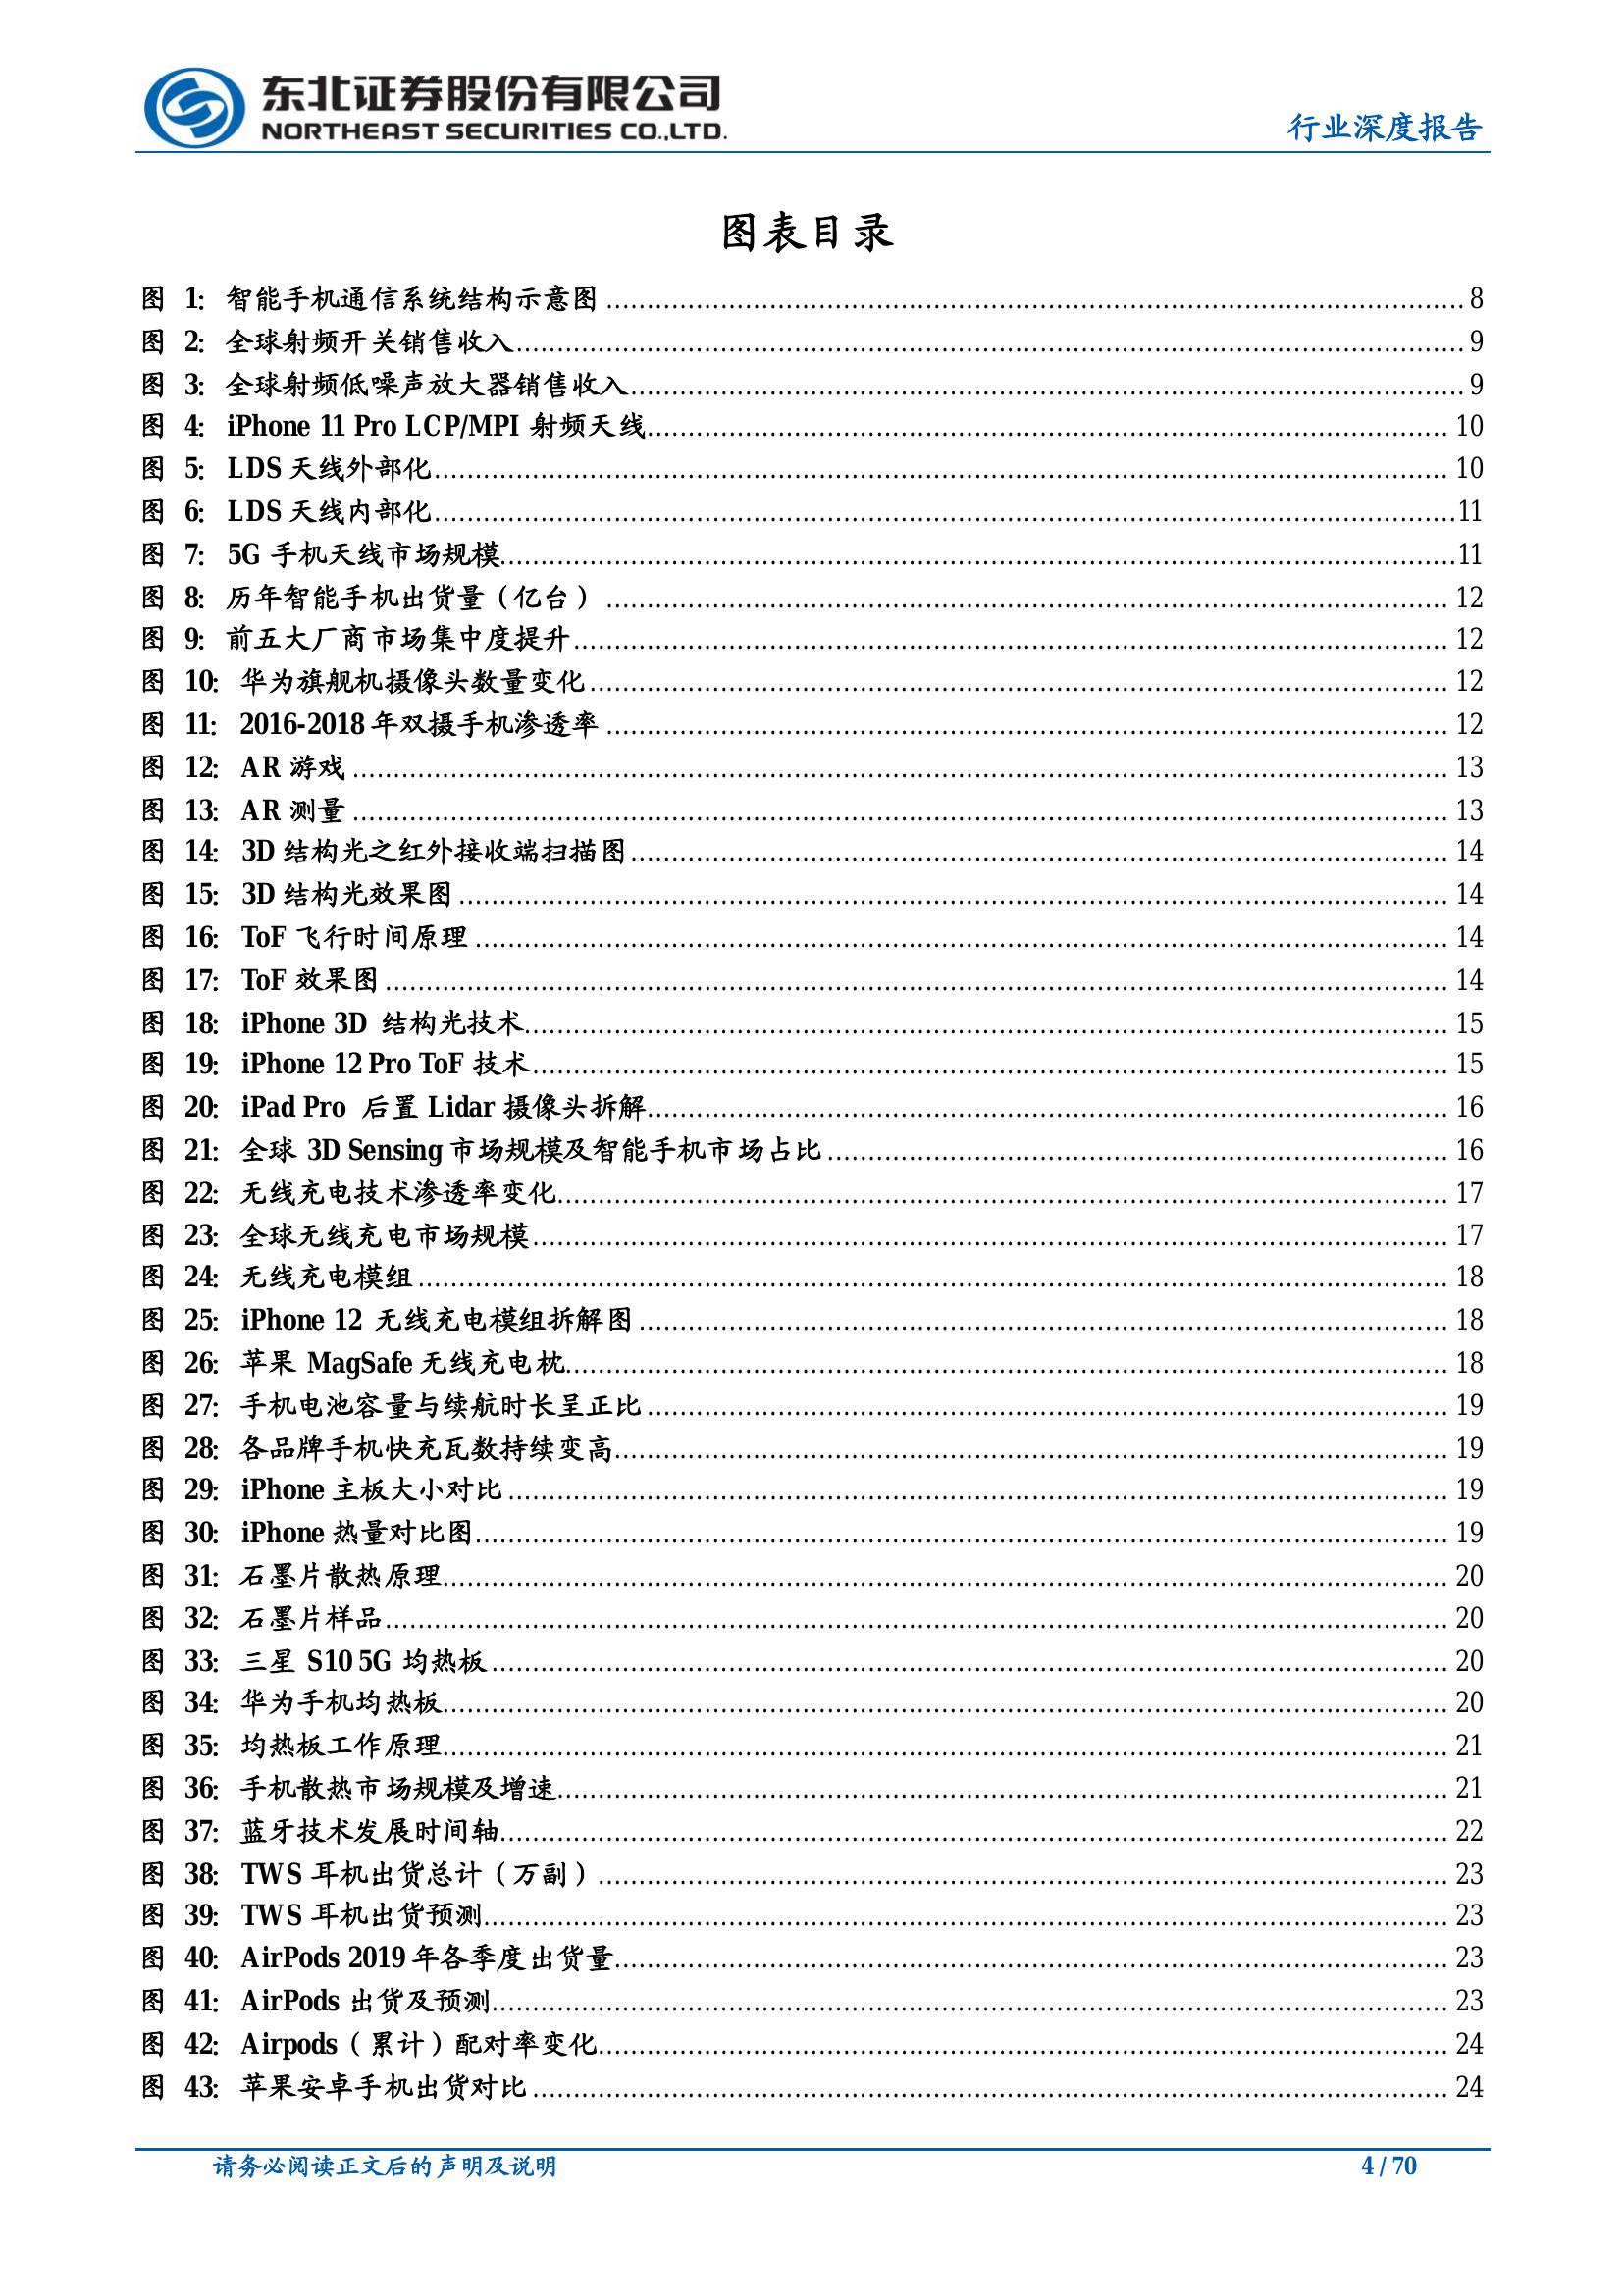 东北证券股份有限公司
NORTHEAST SECURITIES CO.,LTD.
行业深度报告
图表目录
图 1: 智能手机通信系统结构示意图 ........ 8
图 2: 全球射频开关销售收入 ........ 9
图 3: 全球射频低噪声放大器销售收入 ........ 9
图 4: iPhone 11 Pro LCP/MPI 射频天线 ........ 10
图 5: LDS 天线外部化 ........ 10
图 6: LDS 天线内部化 ........ 11
图 7: 5G 手机天线市场规模 ........ 11
图 8: 历年智能手机出货量（亿台） ........ 12
图 9: 前五大厂商市场集中度提升 ........ 12
图 10: 华为旗舰机摄像头数量变化 ........ 12
图 11: 2016-2018 年双摄手机渗透率 ........ 12
图 12: AR 游戏 ........ 13
图 13: AR 测量 ........ 13
图 14: 3D 结构光之红外接收端扫描图 ........ 14
图 15: 3D 结构光效果图 ........ 14
图 16: ToF 飞行时间原理 ........ 14
图 17: ToF 效果图 ........ 14
图 18: iPhone 3D 结构光技术 ........ 15
图 19: iPhone 12 Pro ToF 技术 ........ 15
图 20: iPad Pro 后置 Lidar 摄像头拆解 ........ 16
图 21: 全球 3D Sensing 市场规模及智能手机市场占比 ........ 16
图 22: 无线充电技术渗透率变化 ........ 17
图 23: 全球无线充电市场规模 ........ 17
图 24: 无线充电模组 ........ 18
图 25: iPhone 12 无线充电模组拆解图 ........ 18
图 26: 苹果 MagSafe 无线充电枕 ........ 18
图 27: 手机电池容量与续航时长呈正比 ........ 19
图 28: 各品牌手机快充瓦数持续变高 ........ 19
图 29: iPhone 主板大小对比 ........ 19
图 30: iPhone 热量对比图 ........ 19
图 31: 石墨片散热原理 ........ 20
图 32: 石墨片样品 ........ 20
图 33: 三星 S10 5G 均热板 ........ 20
图 34: 华为手机均热板 ........ 20
图 35: 均热板工作原理 ........ 21
图 36: 手机散热市场规模及增速 ........ 21
图 37: 蓝牙技术发展时间轴 ........ 22
图 38: TWS 耳机出货总计（万副） ........ 23
图 39: TWS 耳机出货预测 ........ 23
图 40: AirPods 2019 年各季度出货量 ........ 23
图 41: AirPods 出货及预测 ........ 23
图 42: Airpods（累计）配对率变化 ........ 24
图 43: 苹果安卓手机出货对比 ........ 24
请务必阅读正文后的声明及说明
4 / 70